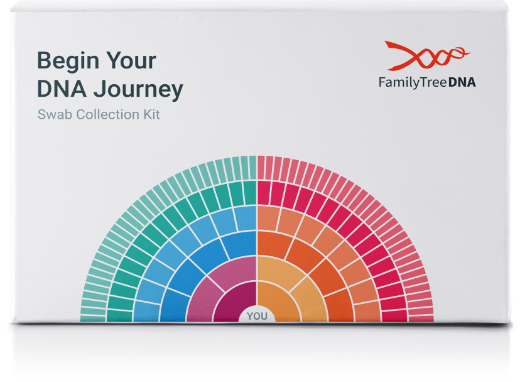 Begin Your
DNA Journey
Swab Collection Kit
FamilyTreeDNA
YOU